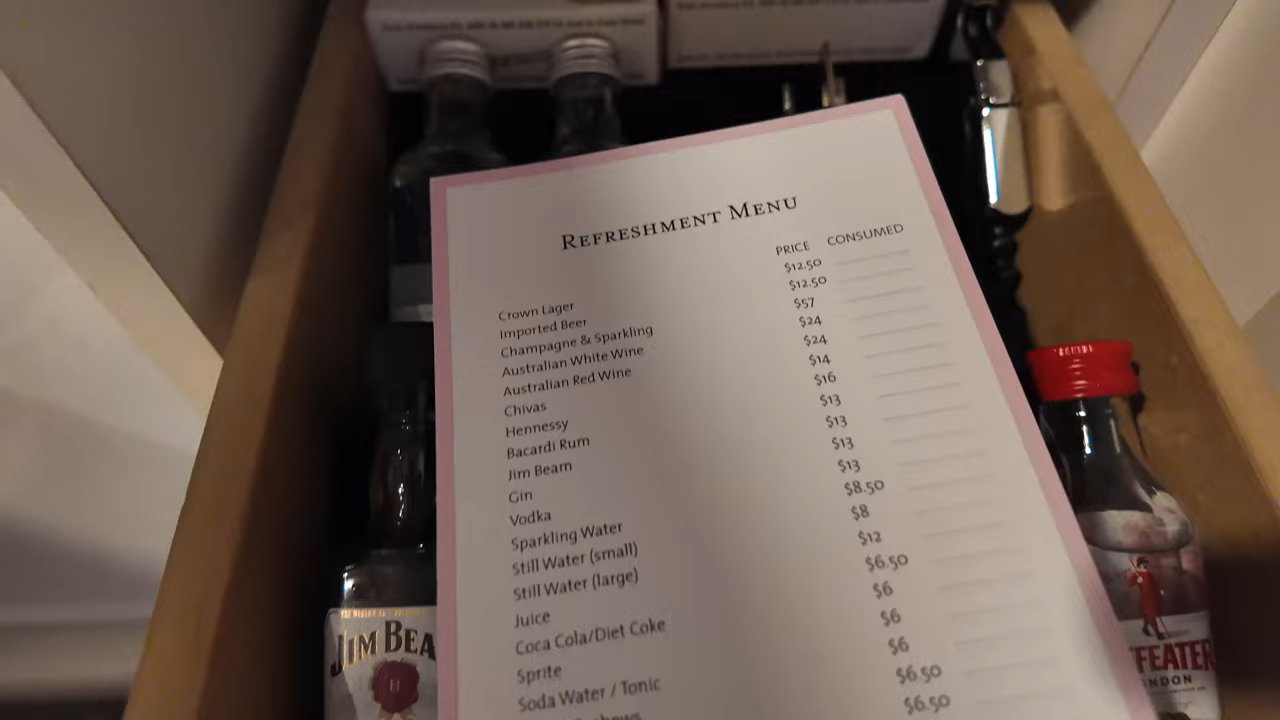 REFRESHMENT MENU
PRICE CONSUMED
Crown Lager $12.50
Imported Beer $12.50
Champagne & Sparkling $57
Australian White Wine $24
Australian Red Wine $24
Chivas $14
Hennessy $16
Bacardi Rum $13
Jim Beam $13
Gin $13
Vodka $13
Sparkling Water $8.50
Still Water (small) $8
Still Water (large) $12
Juice $6.50
Coca Cola/Diet Coke $6
Sprite $6
Soda Water / Tonic $6
$6.50
$6.50
JIM BEA
FEATER
NDON